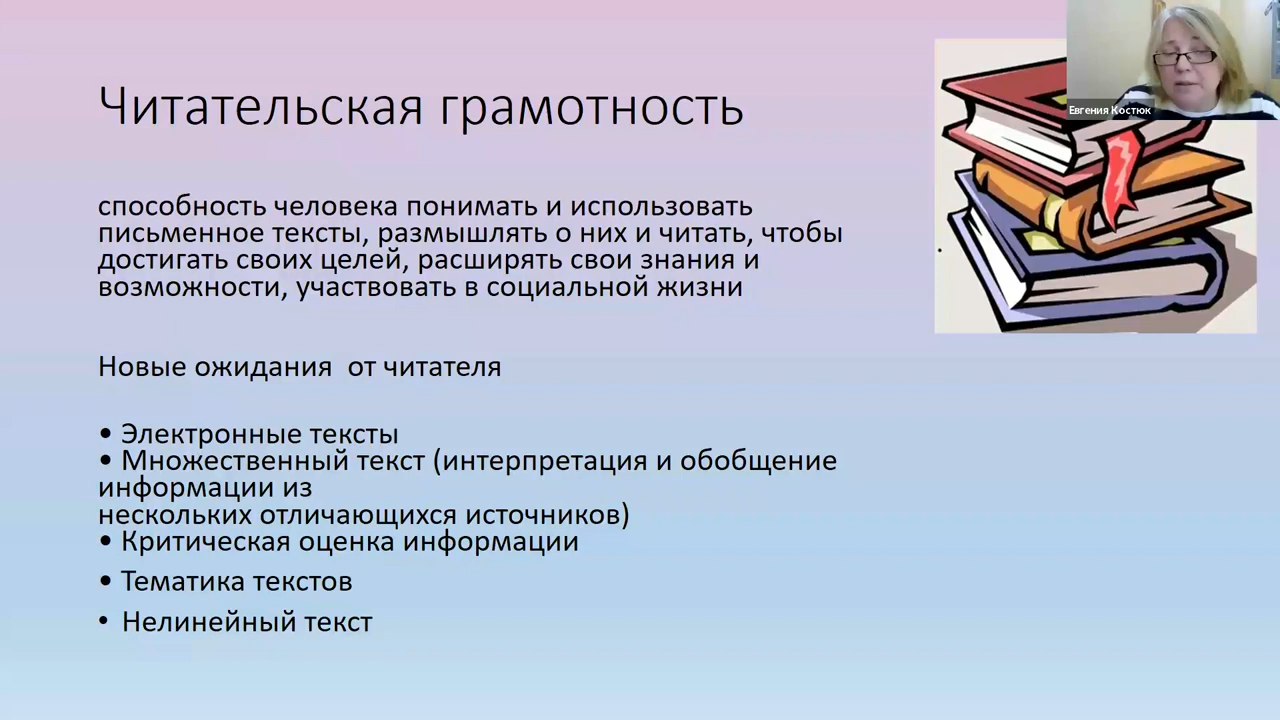 Читательская грамотность
способность человека понимать и использовать
письменное тексты, размышлять о них и читать, чтобы
достигать своих целей, расширять свои знания и
возможности, участвовать в социальной жизни
Новые ожидания от читателя
• Электронные тексты
• Множественный текст (интерпретация и обобщение
информации из
нескольких отличающихся источников)
• Критическая оценка информации
• Тематика текстов
• Нелинейный текст
Евгения Костюк